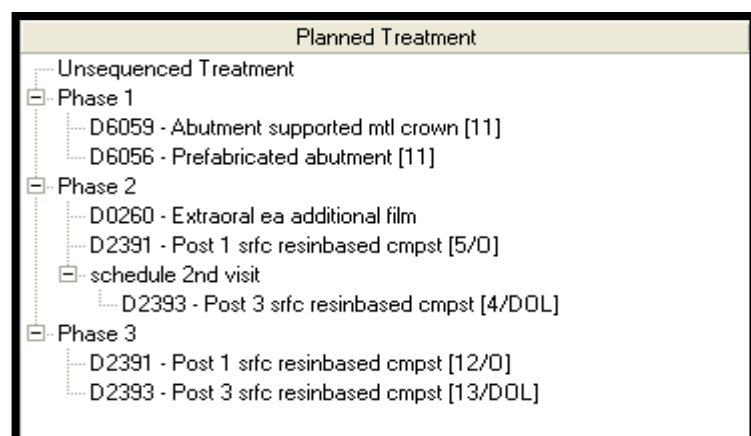 Planned Treatment
Unsequenced Treatment
Phase 1
D6059 - Abutment supported mtl crown [11]
D6056 - Prefabricated abutment [11]
Phase 2
D0260 - Extraoral ea additional film
D2391 - Post 1 srfc resinbased cmpst [5/O]
schedule 2nd visit
D2393 - Post 3 srfc resinbased cmpst [4/DOL]
Phase 3
D2391 - Post 1 srfc resinbased cmpst [12/O]
D2393 - Post 3 srfc resinbased cmpst [13/DOL]